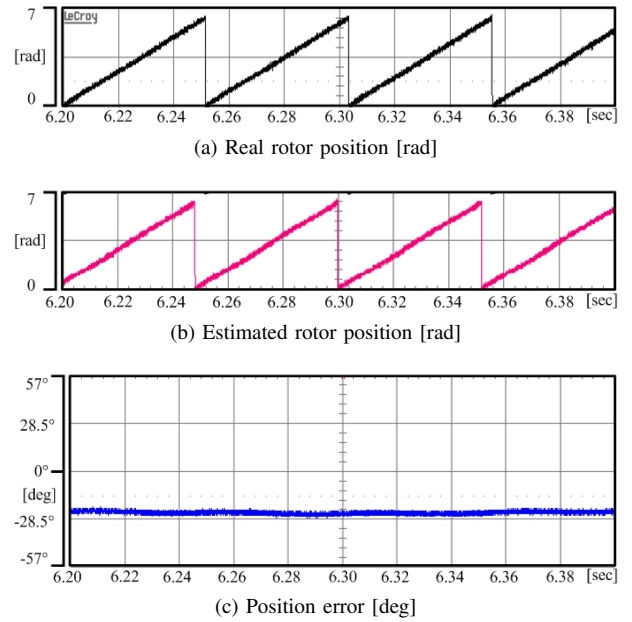 7
LeCroy
[rad]
0
6.20 6.22 6.24 6.26 6.28 6.30 6.32 6.34 6.36 6.38 [sec]
(a) Real rotor position [rad]
7
[rad]
0
6.20 6.22 6.24 6.26 6.28 6.30 6.32 6.34 6.36 6.38 [sec]
(b) Estimated rotor position [rad]
57°
28.5°
0°
[deg]
-28.5°
-57°
6.20 6.22 6.24 6.26 6.28 6.30 6.32 6.34 6.36 6.38 [sec]
(c) Position error [deg]